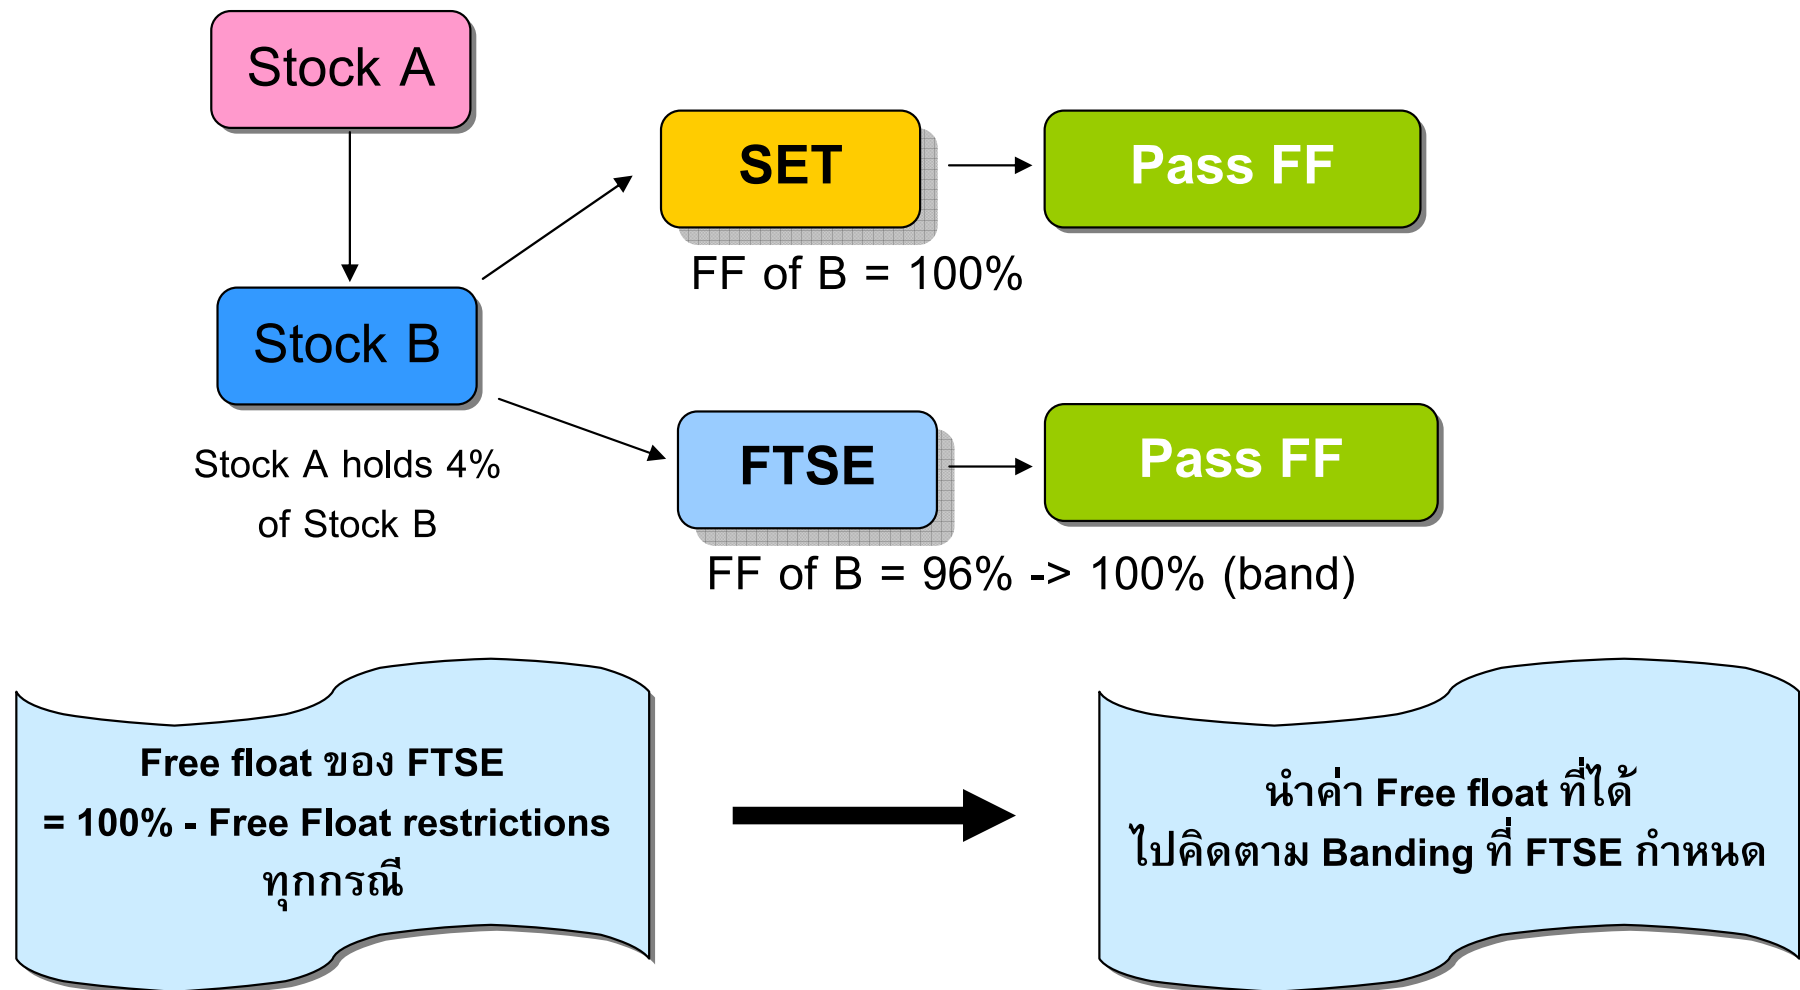 Stock A
SET
Pass FF
FF of B = 100%
Stock B
Stock A holds 4%
of Stock B
FTSE
Pass FF
FF of B = 96% -> 100% (band)
Free float ของ FTSE
= 100% - Free Float restrictions
ทุกกรณี
นำค่า Free float ที่ได้
ไปคิดตาม Banding ที่ FTSE กำหนด